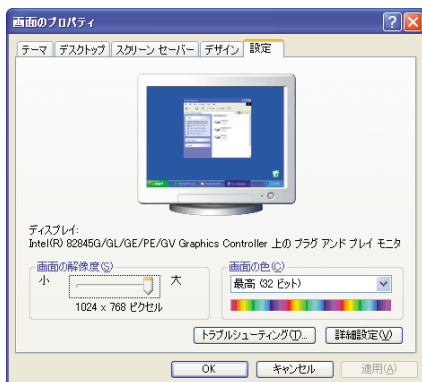 画面のプロパティ
テーマ デスクトップ スクリーン セーバー デザイン 設定
ディスプレイ:
Intel(R) 82845G/GL/GE/PE/GV Graphics Controller 上の プラグ アンド プレイ モニタ
画面の解像度(S)
小 大
1024 x 768 ピクセル
画面の色(C)
最高 (32 ビット)
トラブルシューティング(T)... 詳細設定(V)
OK キャンセル 適用(A)